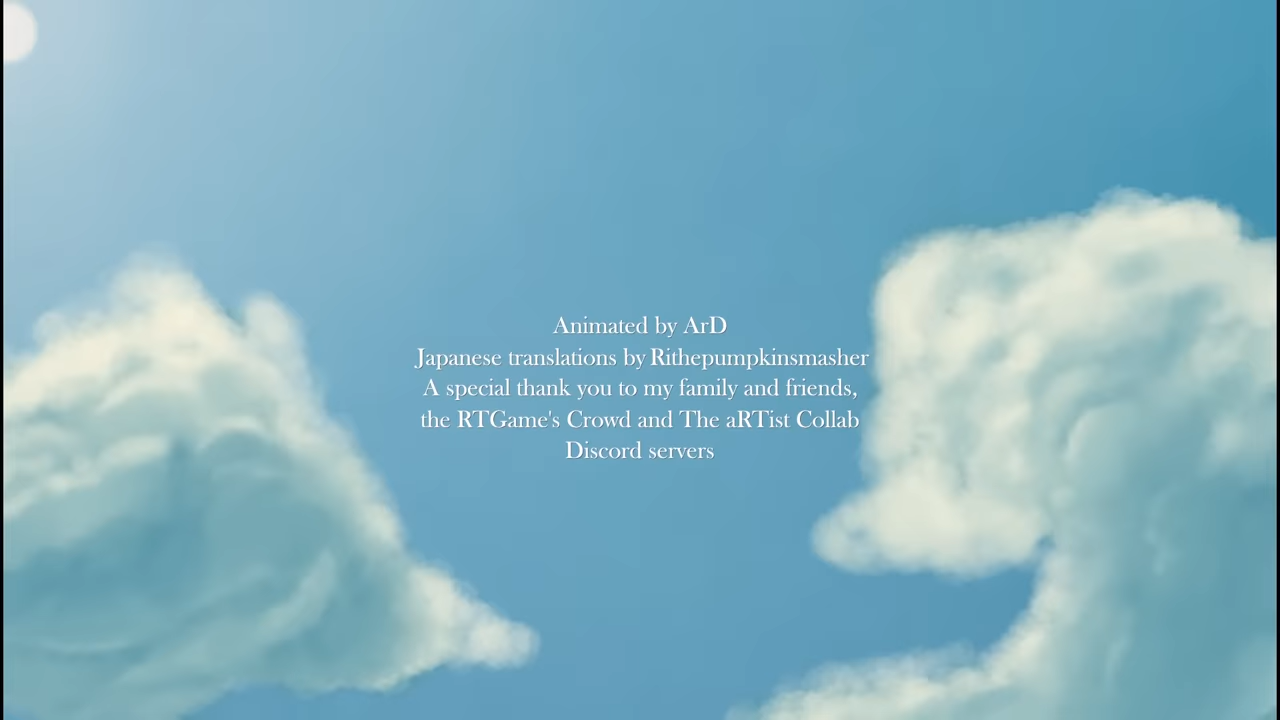 Animated by ArD
Japanese translations by Rithepumpkinsmasher
A special thank you to my family and friends,
the RTGame's Crowd and The aRTist Collab
Discord servers